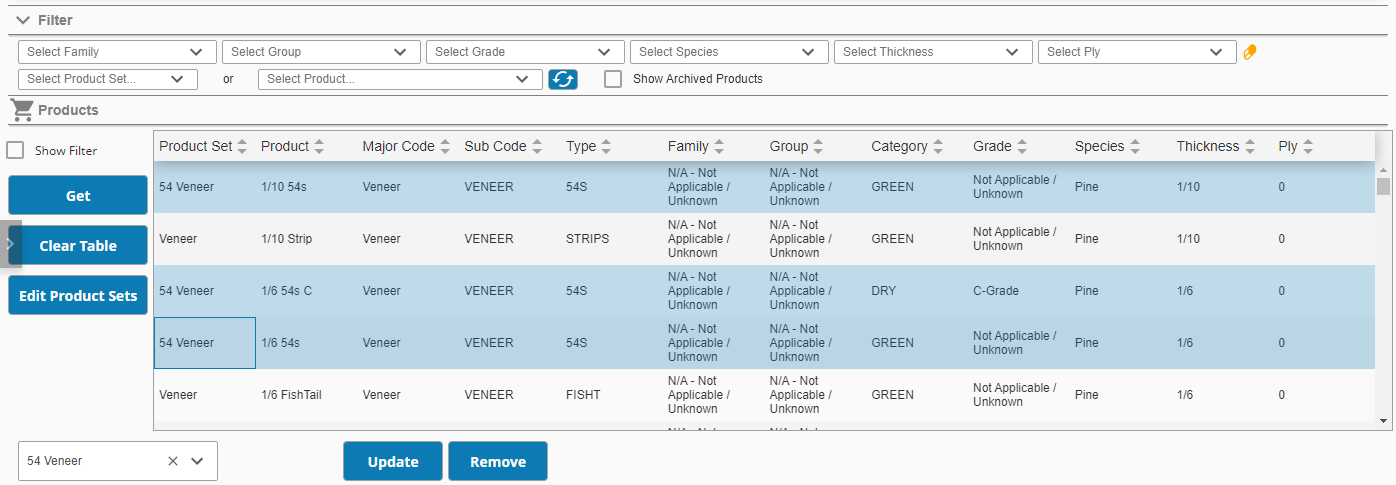 Filter
Select Family Select Group Select Grade Select Species Select Thickness Select Ply
Select Product Set... or Select Product... Show Archived Products
Products
Show Filter
Get
Clear Table
Edit Product Sets
Product Set Product Major Code Sub Code Type Family Group Category Grade Species Thickness Ply
54 Veneer 1/10 54s Veneer VENEER 54S N/A - Not Applicable / Unknown N/A - Not Applicable / Unknown GREEN Not Applicable / Unknown Pine 1/10 0
Veneer 1/10 Strip Veneer VENEER STRIPS N/A - Not Applicable / Unknown N/A - Not Applicable / Unknown GREEN Not Applicable / Unknown Pine 1/10 0
54 Veneer 1/6 54s C Veneer VENEER 54S N/A - Not Applicable / Unknown N/A - Not Applicable / Unknown DRY C-Grade Pine 1/6 0
54 Veneer 1/6 54s Veneer VENEER 54S N/A - Not Applicable / Unknown N/A - Not Applicable / Unknown GREEN Not Applicable / Unknown Pine 1/6 0
Veneer 1/6 FishTail Veneer VENEER FISHT N/A - Not Applicable / Unknown N/A - Not Applicable / Unknown GREEN Not Applicable / Unknown Pine 1/6 0
54 Veneer Update Remove